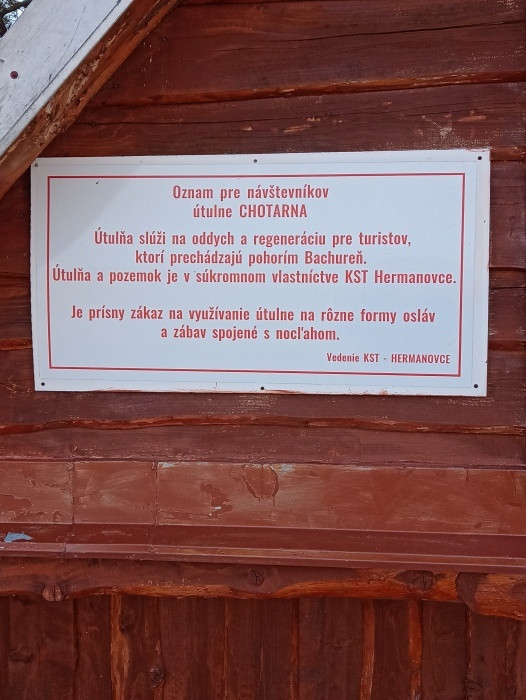 Oznam pre návštevníkov
útulne CHOTARNA
Útulňa slúži na oddych a regeneráciu pre turistov,
ktorí prechádzajú pohorím Bachureň.
Útulňa a pozemok je v súkromnom vlastníctve KST Hermanovce.
Je prísny zákaz na využívanie útulne na rôzne formy osláv
a zábav spojené s nocľahom.
Vedenie KST - HERMANOVCE